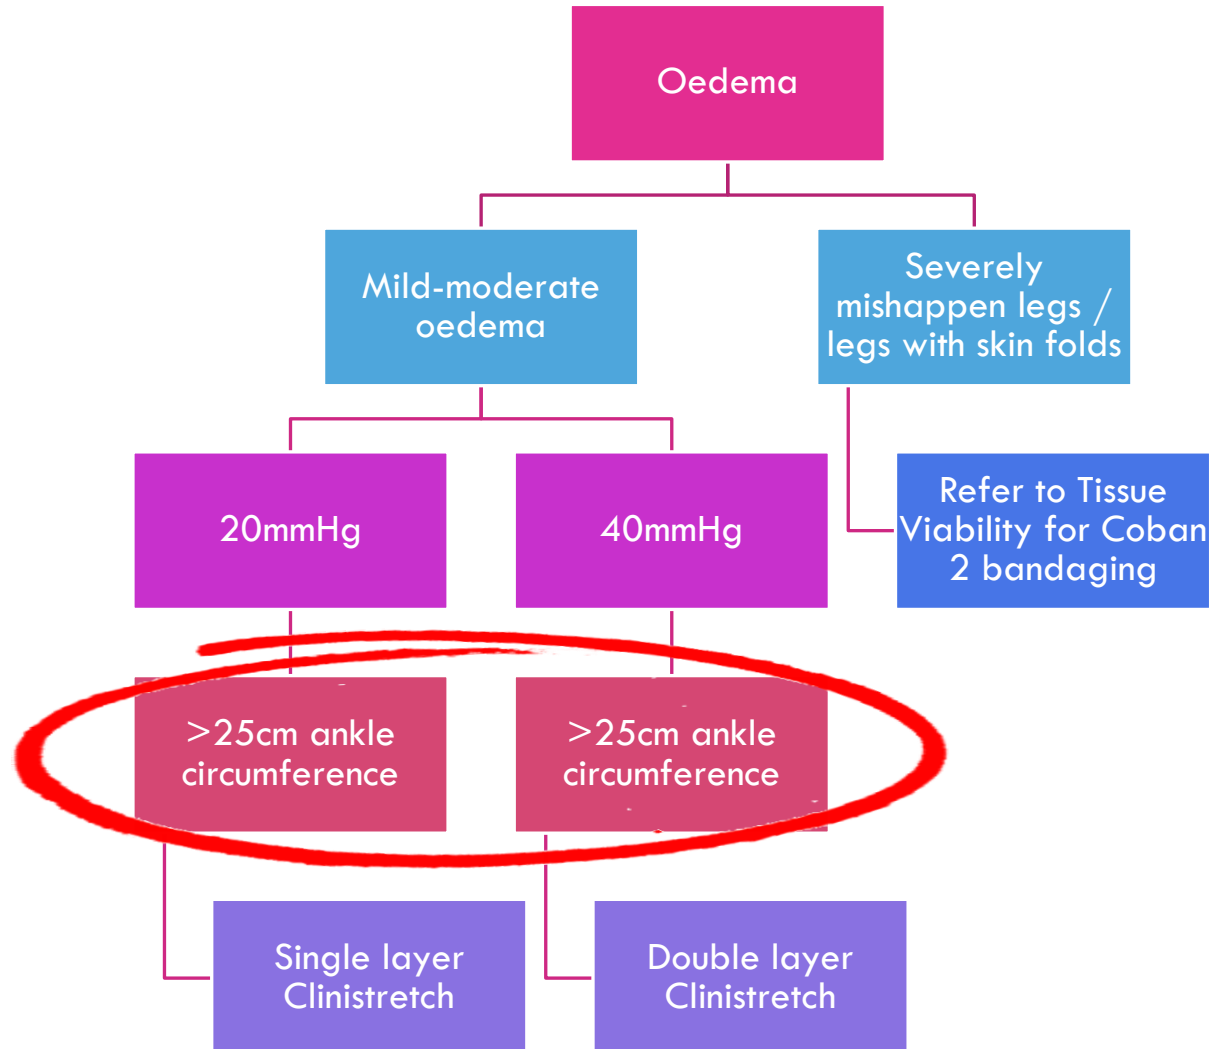 Oedema
Mild-moderate
oedema
Severely
mishappen legs /
legs with skin folds
20mmHg
40mmHg
Refer to Tissue
Viability for Coban
2 bandaging
>25cm ankle
circumference
>25cm ankle
circumference
Single layer
Clinistretch
Double layer
Clinistretch